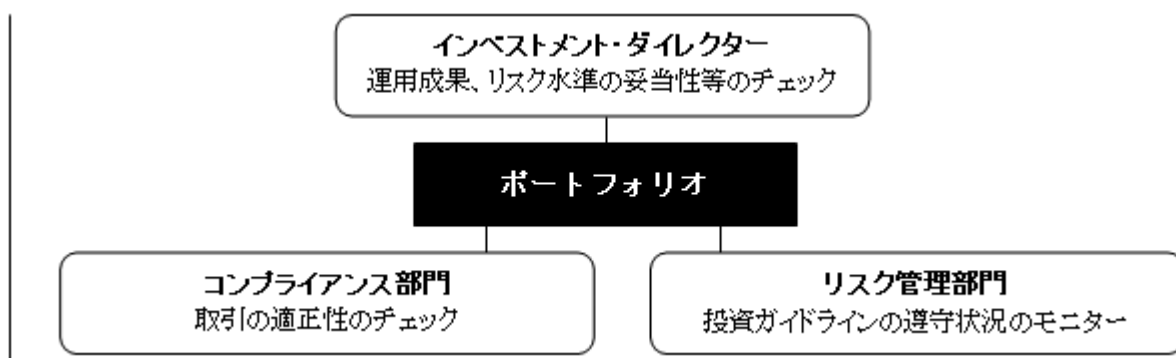 インベストメント・ダイレクター
運用成果、リスク水準の妥当性等のチェック
ポートフォリオ
コンプライアンス部門
取引の適正性のチェック
リスク管理部門
投資ガイドラインの遵守状況のモニター